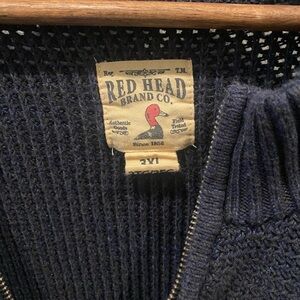 Reg. T.M.
RED HEAD
BRAND CO.
Authentic Goods
Field Tested
Since 1856
3XL